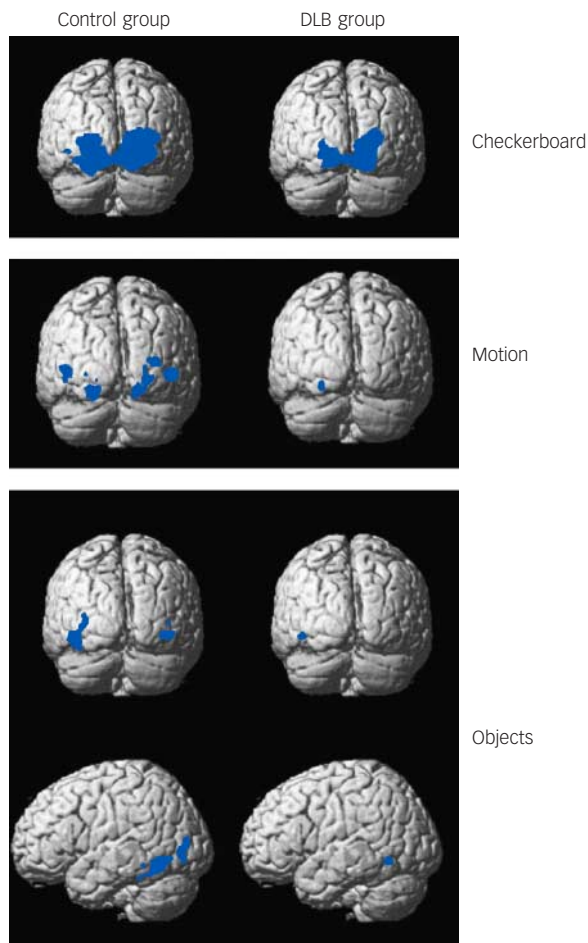 Control group
DLB group
Checkerboard
Motion
Objects